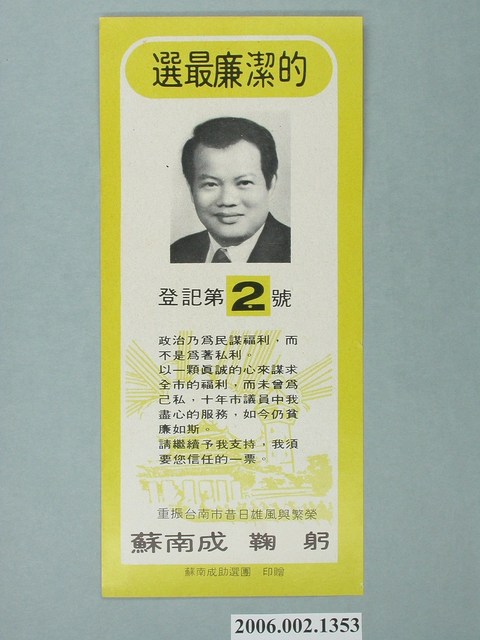 選最廉潔的
登記第2號
政治乃為民謀福利，而
不是為著私利。
以一顆眞誠的心來謀求
全市的福利，而未曾為
己私，十年市議員中我
盡心的服務，如今仍貧
廉如斯。
請繼續予我支持，我須
要您信任的一票。
重振台南市昔日雄風與繁榮
蘇南成 鞠躬
蘇南成助選團 印贈
2006.002.1353